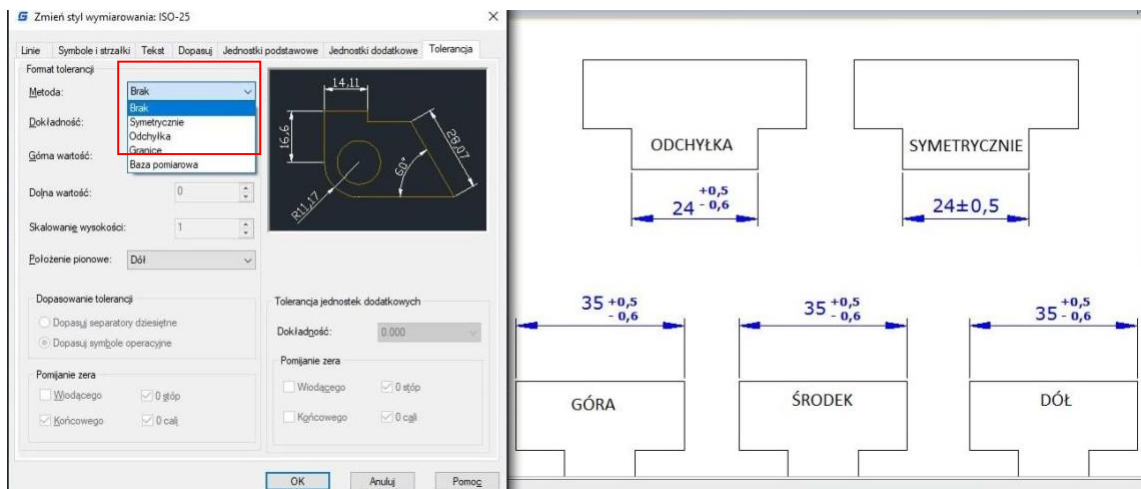 Zmień styl wymiarowania: ISO-25
Linie Symbole i strzałki Tekst Dopasuj Jednostki podstawowe Jednostki dodatkowe Tolerancja
Format tolerancji
Metoda: Brak
Brak
Symetrycznie
Odchyłka
Granice
Baza pomiarowa
Dokładność:
Górna wartość:
Dolna wartość: 0
Skalowanie wysokości: 1
Położenie pionowe: Dół
Dopasowanie tolerancji
Dopasuj separatory dziesiętne
Dopasuj symbole operacyjne
Pomijanie zera
Wiodącego 0 stóp
Końcowego 0 cali
14,11
16,6
28,07
60°
R11,17
Tolerancja jednostek dodatkowych
Dokładność: 0.000
Pomijanie zera
Wiodącego 0 stóp
Końcowego 0 cali
OK Anuluj Pomoc
ODCHYŁKA
24 +0,5
- 0,6
SYMETRYCZNIE
24±0,5
35 +0,5
- 0,6
GÓRA
35 +0,5
- 0,6
ŚRODEK
35 +0,5
- 0,6
DÓŁ